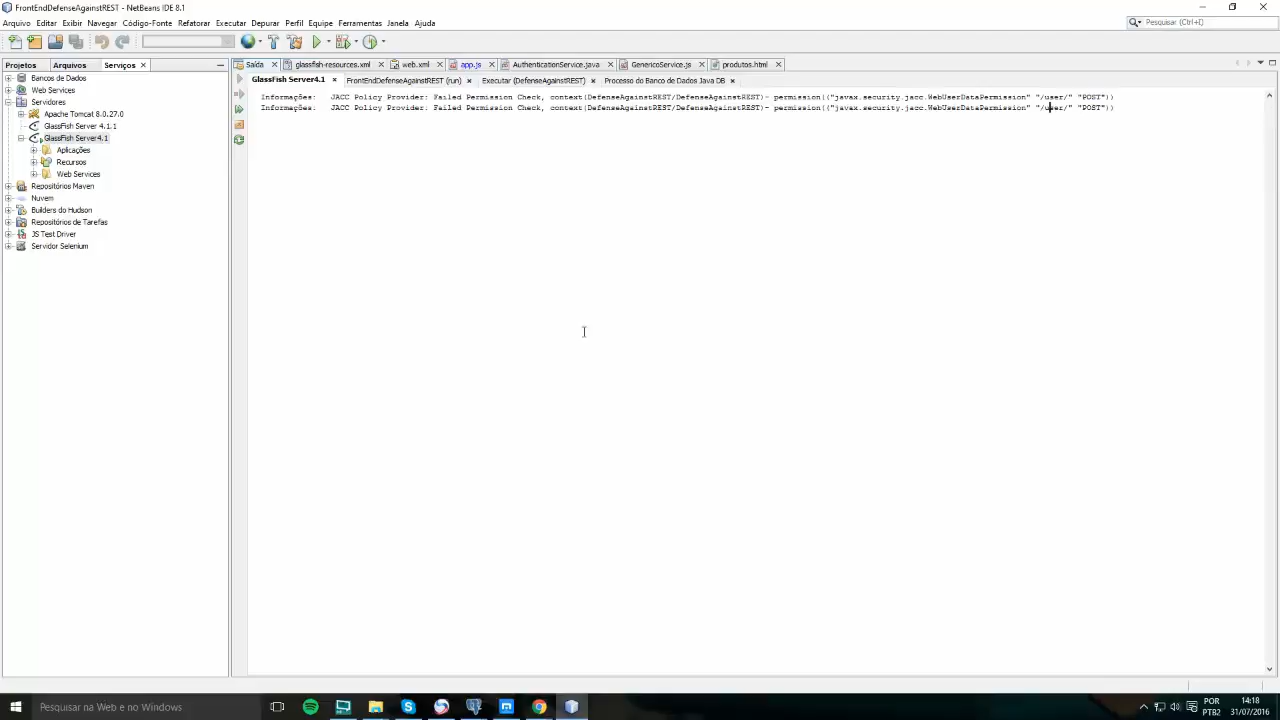 FrontEndDefenseAgainstREST - NetBeans IDE 8.1
Arquivo Editar Exibir Navegar Código-Fonte Refatorar Executar Depurar Perfil Equipe Ferramentas Janela Ajuda
Pesquisar (Ctrl+I)
Projetos Arquivos Serviços
Saída glassfish-resources.xml web.xml app.js AuthenticationService.java GenericoService.js produtos.html
GlassFish Server4.1 FrontEndDefenseAgainstREST (run) Executar (DefenseAgainstREST) Processo do Banco de Dados Java DB
Informações: JACC Policy Provider: Failed Permission Check, context(DefenseAgainstREST/DefenseAgainstREST)- permission(("javax.security.jacc.WebUserDataPermission" "/user/" "POST"))
Informações: JACC Policy Provider: Failed Permission Check, context(DefenseAgainstREST/DefenseAgainstREST)- permission(("javax.security.jacc.WebUserDataPermission" "/user/" "POST"))
Bancos de Dados
Web Services
Servidores
Apache Tomcat 8.0.27.0
GlassFish Server 4.1.1
GlassFish Server4.1
Aplicações
Recursos
Web Services
Repositórios Maven
Nuvem
Builders do Hudson
Repositórios de Tarefas
JS Test Driver
Servidor Selenium
Pesquisar na Web e no Windows
POR
PTB2
14:18
31/07/2016